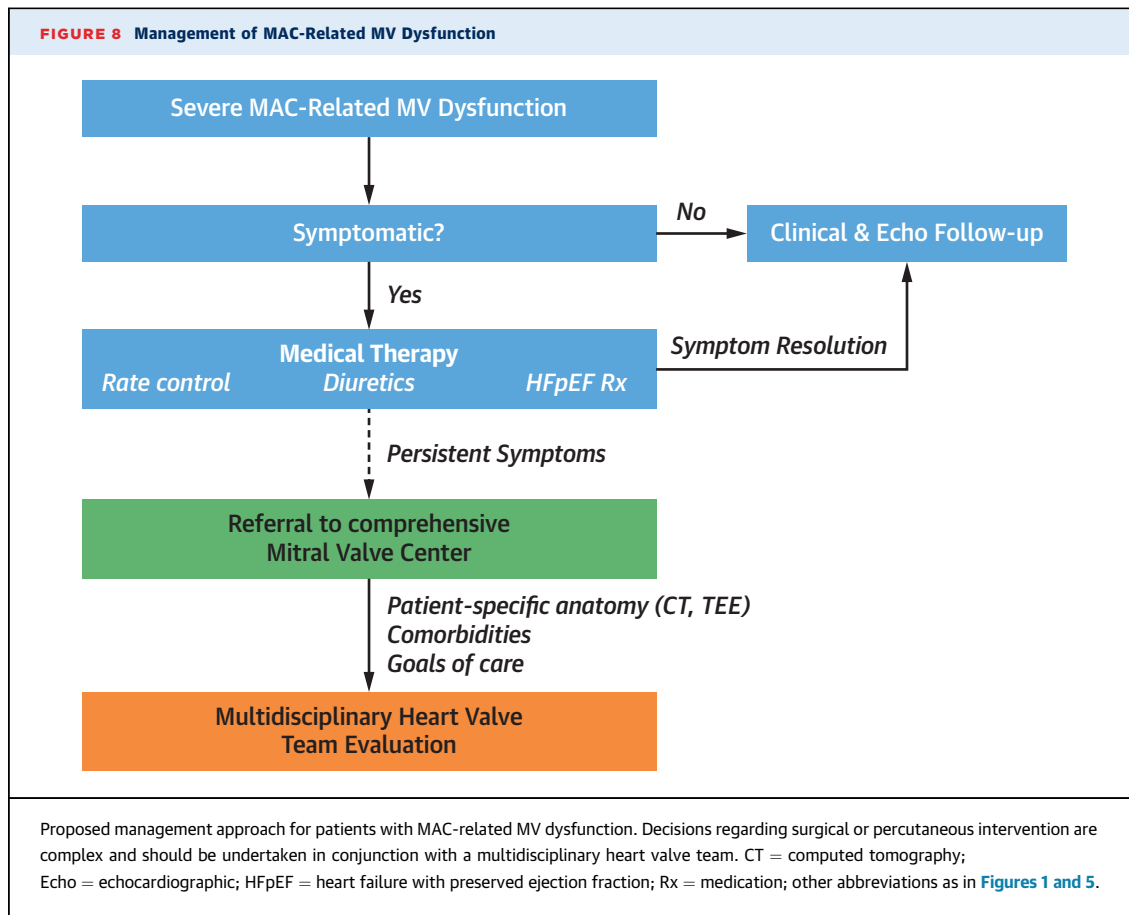 FIGURE 8 Management of MAC-Related MV Dysfunction
Severe MAC-Related MV Dysfunction
Symptomatic?
No
Clinical & Echo Follow-up
Yes
Medical Therapy
Rate control Diuretics HFpEF Rx
Symptom Resolution
Persistent Symptoms
Referral to comprehensive
Mitral Valve Center
Patient-specific anatomy (CT, TEE)
Comorbidities
Goals of care
Multidisciplinary Heart Valve
Team Evaluation
Proposed management approach for patients with MAC-related MV dysfunction. Decisions regarding surgical or percutaneous intervention are
complex and should be undertaken in conjunction with a multidisciplinary heart valve team. CT = computed tomography;
Echo = echocardiographic; HFpEF = heart failure with preserved ejection fraction; Rx = medication; other abbreviations as in Figures 1 and 5.